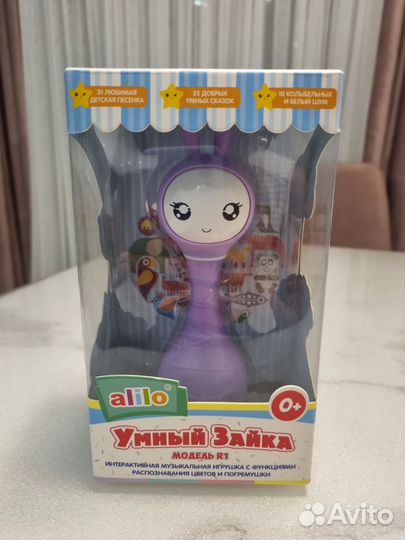 31 ЛЮБИМАЯ
ДЕТСКАЯ ПЕСЕНКА
25 ДОБРЫХ
УМНЫХ СКАЗОК
10 КОЛЫБЕЛЬНЫХ
И БЕЛЫЙ ШУМ
alilo
0+
УМНЫЙ ЗАЙКА
МОДЕЛЬ R1
ИНТЕРАКТИВНАЯ МУЗЫКАЛЬНАЯ ИГРУШКА С ФУНКЦИЯМИ
РАСПОЗНАВАНИЯ ЦВЕТОВ И ПОГРЕМУШКИ
Avito